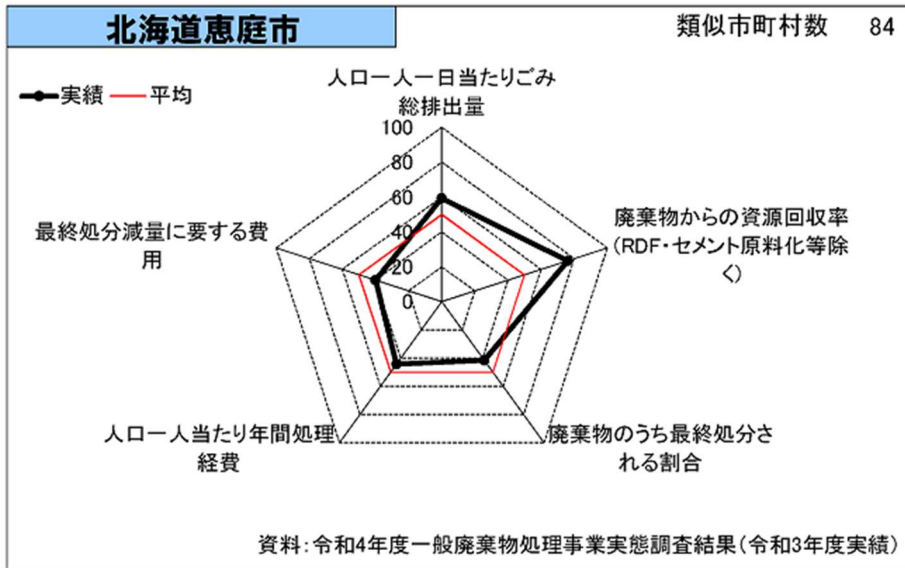 北海道恵庭市
類似市町村数 84
実績 平均
人口一人一日当たりごみ
総排出量
100
80
60
40
20
0
廃棄物からの資源回収率
(RDF・セメント原料化等除
く)
最終処分減量に要する費
用
人口一人当たり年間処理
経費
廃棄物のうち最終処分さ
れる割合
資料:令和4年度一般廃棄物処理事業実態調査結果(令和3年度実績)